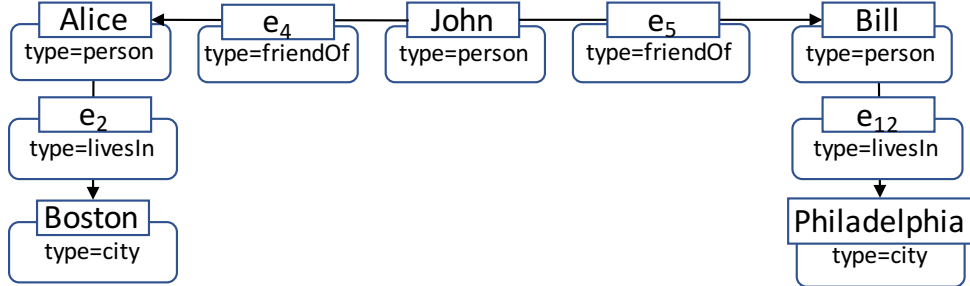 Alice
type=person
e₄
type=friendOf
John
type=person
e₅
type=friendOf
Bill
type=person
e₂
type=livesIn
e₁₂
type=livesIn
Boston
type=city
Philadelphia
type=city